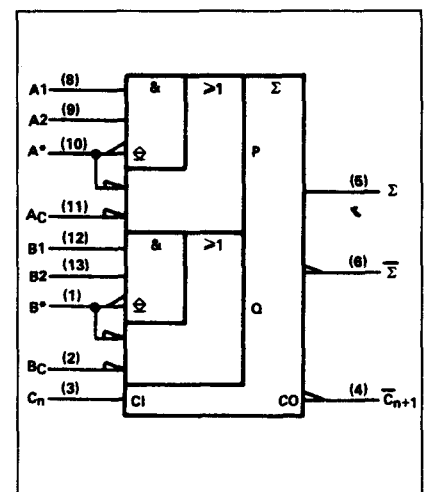 & ⩾1 Σ
A1 (8)
A2 (9)
A* (10) ◇
P
(5) Σ
AC (11)
B1 (12) & ⩾1
B2 (13)
(6) Σ̅
B* (1) ◇
Q
BC (2)
Cn (3) CI
CO (4) C̅n+1